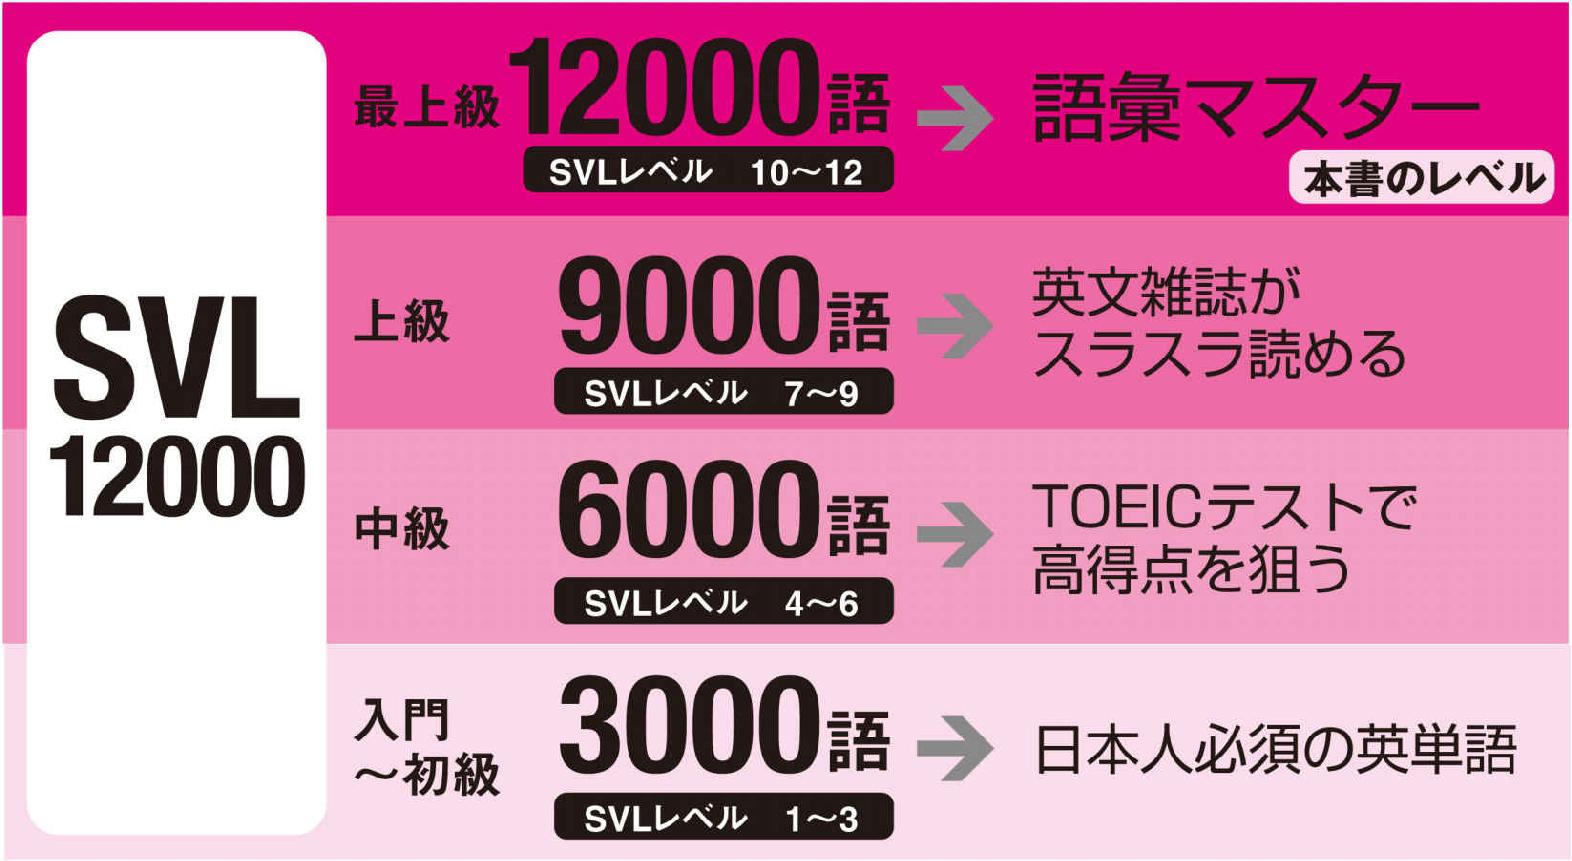 SVL
12000
最上級 12000語 → 語彙マスター
SVLレベル 10〜12
本書のレベル
上級 9000語 → 英文雑誌が
スラスラ読める
SVLレベル 7〜9
中級 6000語 → TOEICテストで
高得点を狙う
SVLレベル 4〜6
入門
〜初級 3000語 → 日本人必須の英単語
SVLレベル 1〜3